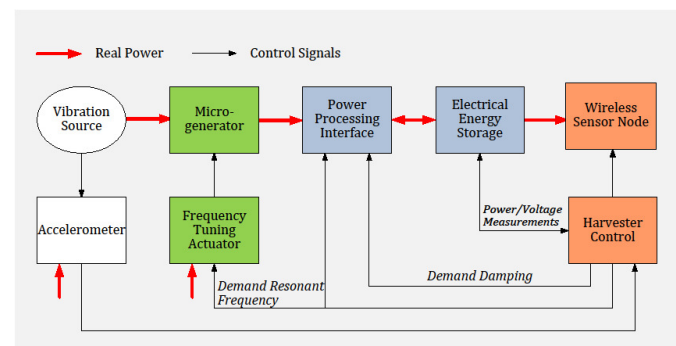 Real Power
Control Signals
Vibration
Source
Micro-
generator
Power
Processing
Interface
Electrical
Energy
Storage
Wireless
Sensor Node
Accelerometer
Frequency
Tuning
Actuator
Power/Voltage
Measurements
Harvester
Control
Demand Resonant
Frequency
Demand Damping